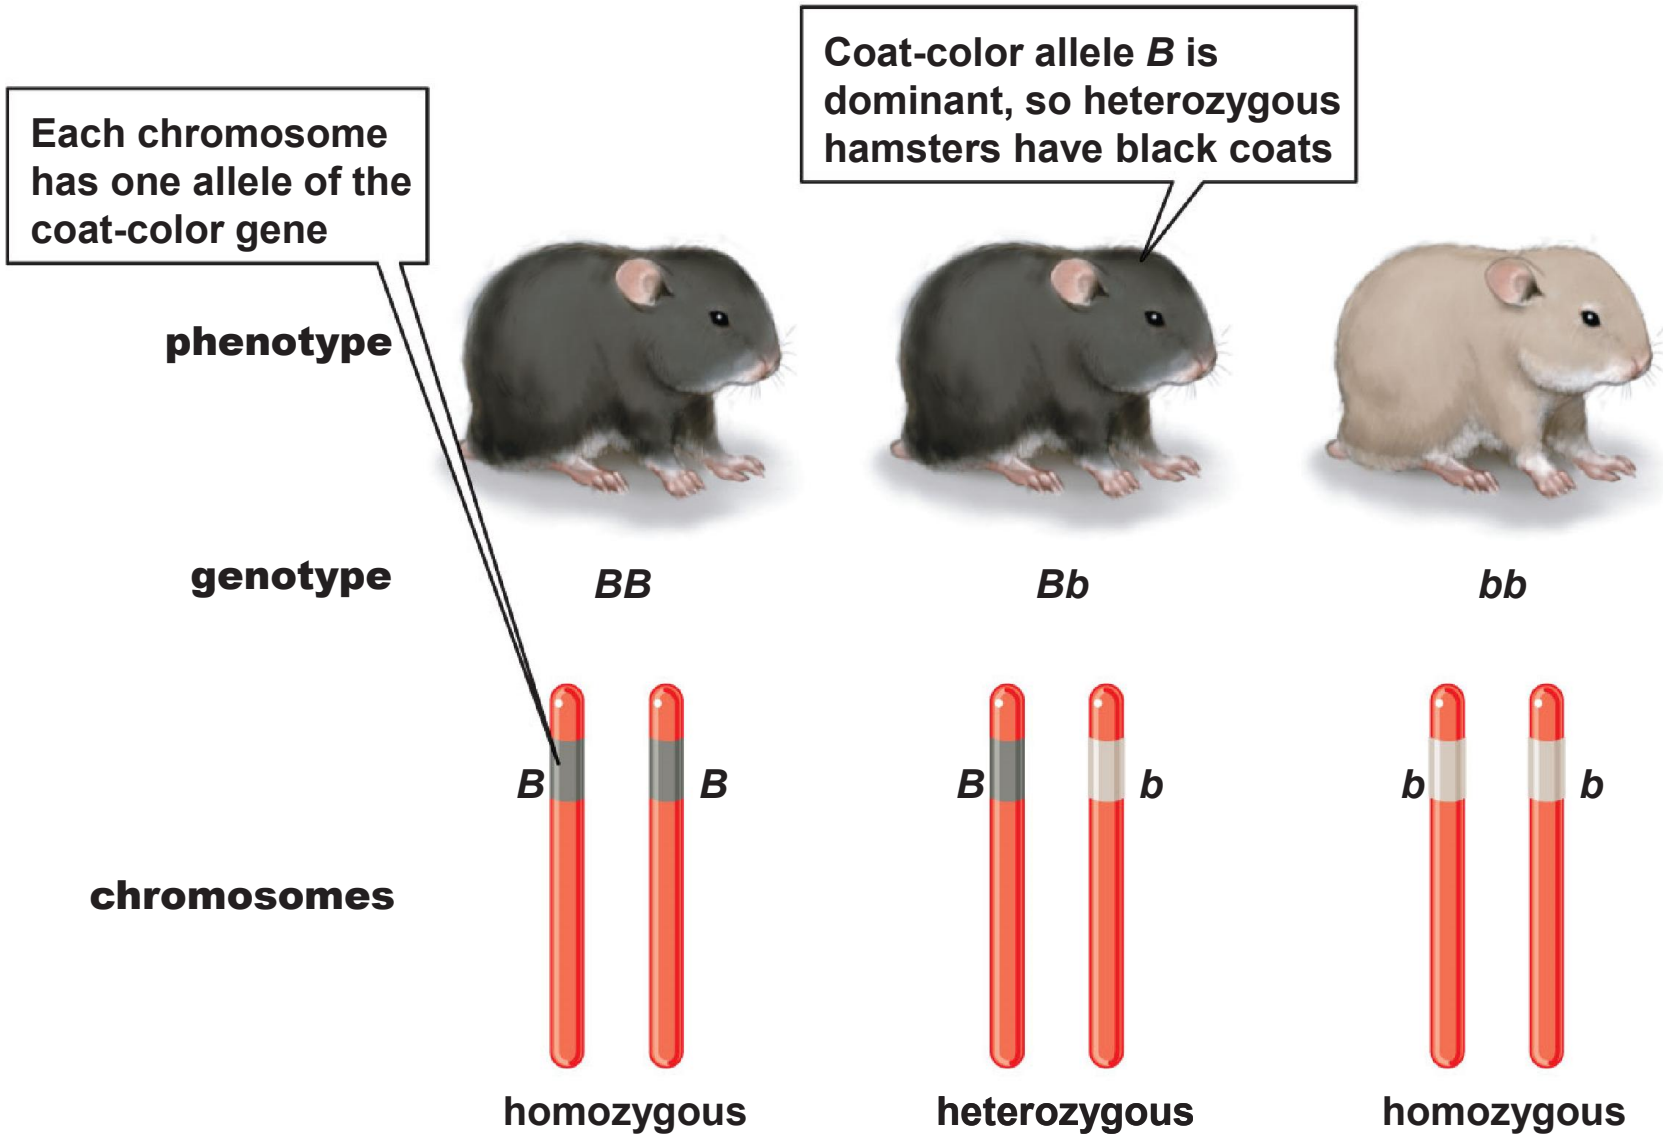 Coat-color allele B is
dominant, so heterozygous
hamsters have black coats
Each chromosome
has one allele of the
coat-color gene
phenotype
genotype BB Bb bb
B B B b b b
chromosomes
homozygous heterozygous homozygous